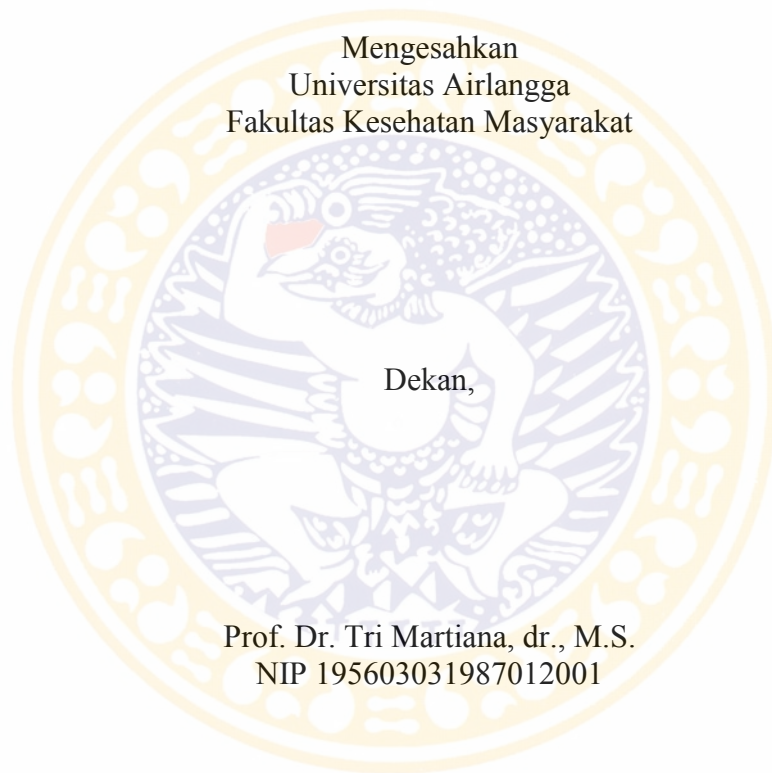 Mengesahkan
Universitas Airlangga
Fakultas Kesehatan Masyarakat
Dekan,
Prof. Dr. Tri Martiana, dr., M.S.
NIP 195603031987012001